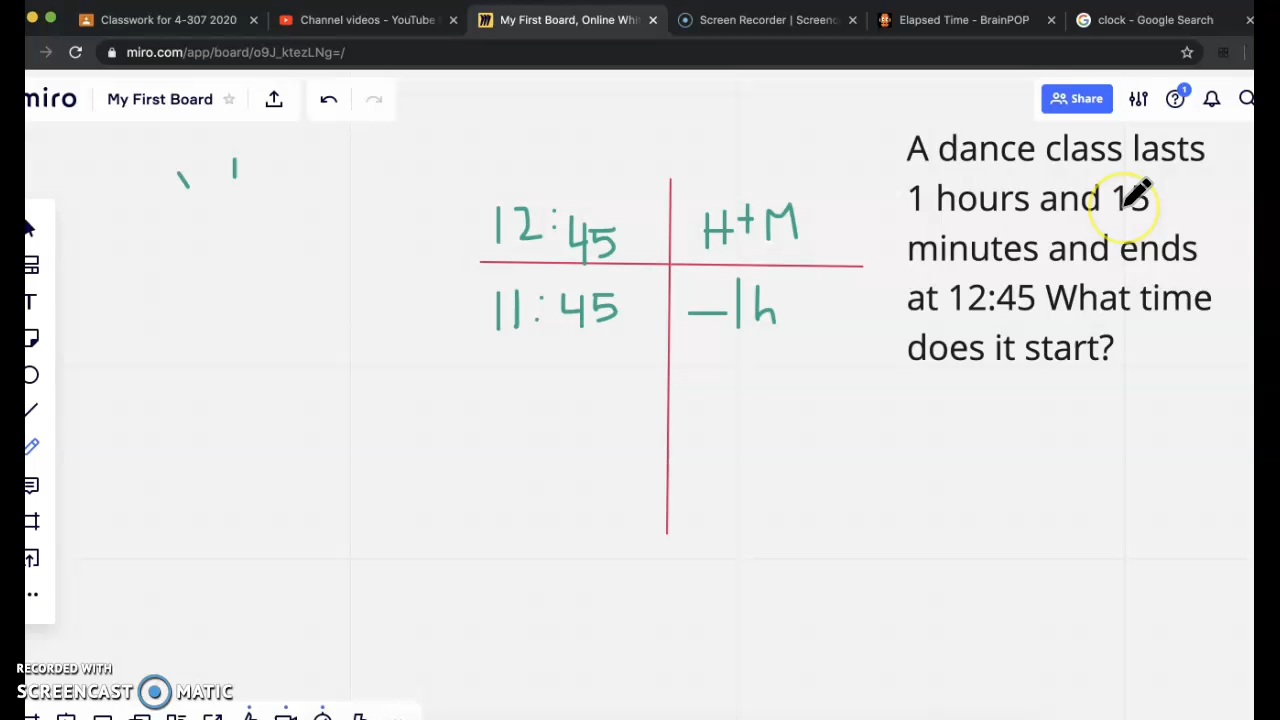 Classwork for 4-307 2020
Channel videos - YouTube
My First Board, Online Whi
Screen Recorder | Screenc
Elapsed Time - BrainPOP
clock - Google Search
miro.com/app/board/o9J_ktezLNg=/
miro
My First Board
Share
1
A dance class lasts
1 hours and 15
minutes and ends
at 12:45 What time
does it start?
12:45
H+M
11:45
—1h
T
RECORDED WITH
SCREENCAST MATIC